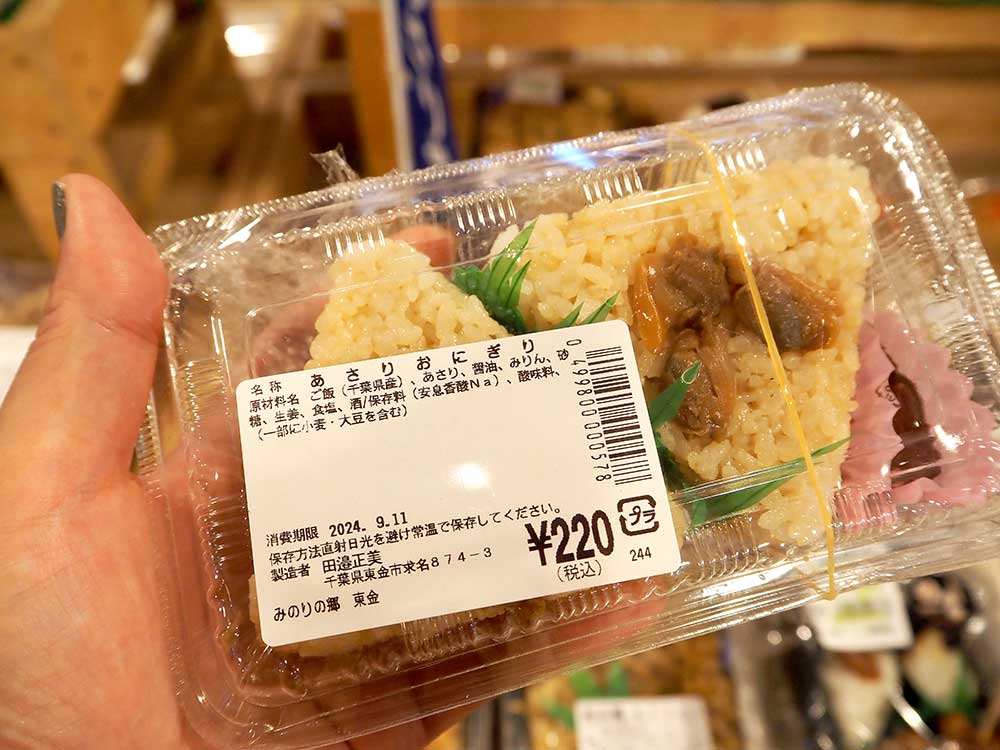 名 称 あさりおにぎり
原材料名 ご飯（千葉県産）、あさり、醤油、みりん、砂
糖、生姜、食塩、酒/保存料（安息香酸Ｎａ）、酸味料、
（一部に小麦・大豆を含む）
0498000000578
消費期限 2024. 9.11
保存方法直射日光を避け常温で保存してください。
製造者 田邉正美
千葉県東金市求名８７４－３
¥220
(税込)
プラ
244
みのりの郷 東金